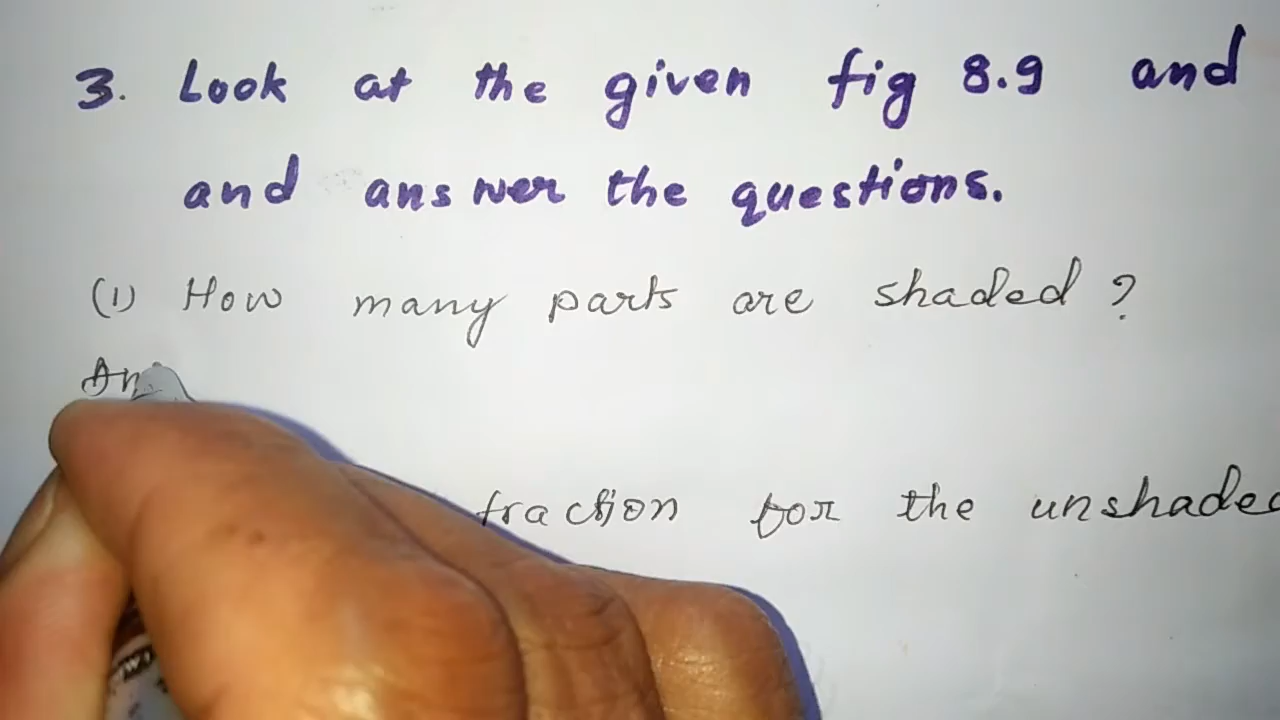 3. Look at the given fig 8.9 and
and answer the questions.
(1) How many parts are shaded ?
An
fraction for the unshaded